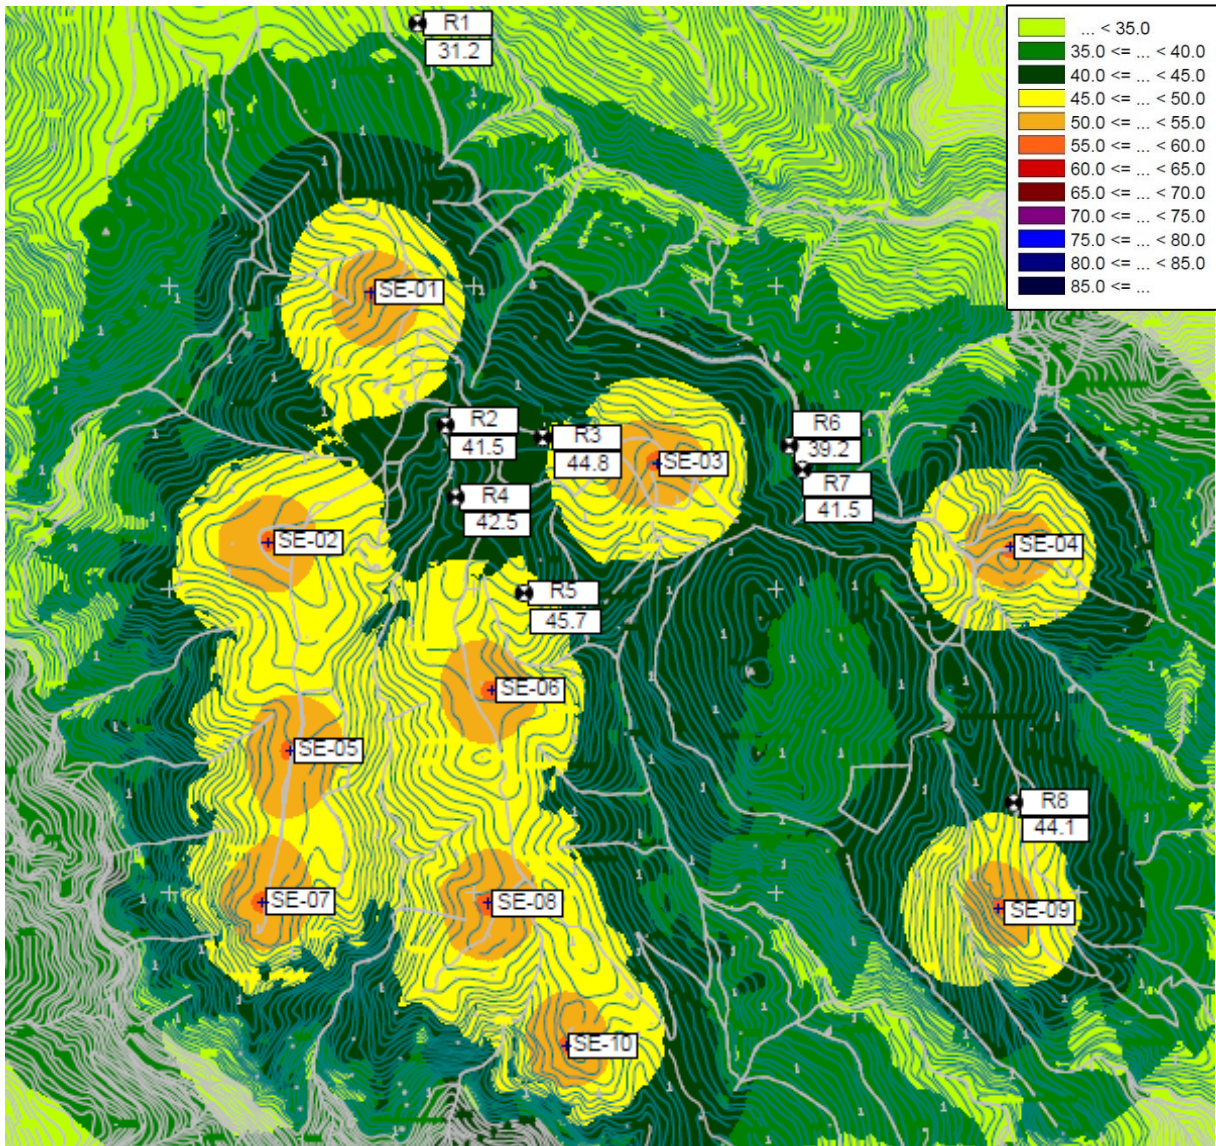 R1
31.2
... < 35.0
35.0 <= ... < 40.0
40.0 <= ... < 45.0
45.0 <= ... < 50.0
50.0 <= ... < 55.0
55.0 <= ... < 60.0
60.0 <= ... < 65.0
65.0 <= ... < 70.0
70.0 <= ... < 75.0
75.0 <= ... < 80.0
80.0 <= ... < 85.0
85.0 <= ...
SE-01
R2
41.5
R3
44.8
R6
39.2
SE-03
R7
41.5
R4
42.5
SE-02
SE-04
R5
45.7
SE-06
SE-05
R8
44.1
SE-07
SE-08
SE-09
SE-10